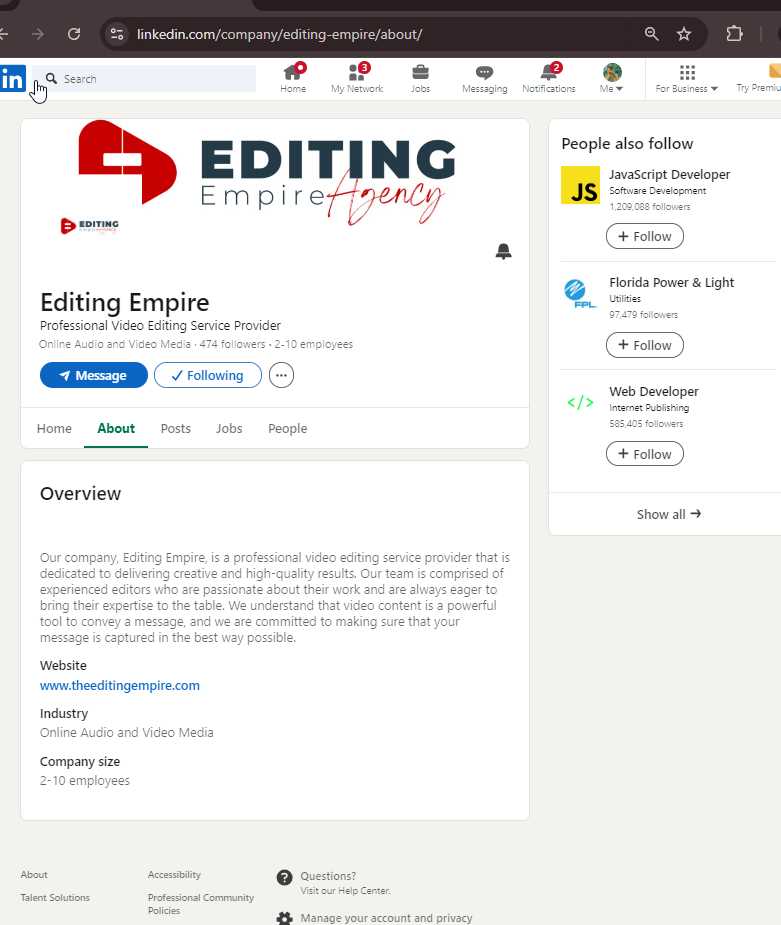 linkedin.com/company/editing-empire/about/
in
Search
Home
3
My Network
Jobs
Messaging
2
Notifications
Me
For Business
Try Premiu
EDITING
Empire Agency
EDITING
Editing Empire
Professional Video Editing Service Provider
Online Audio and Video Media · 474 followers · 2-10 employees
Message
Following
Home
About
Posts
Jobs
People
Overview
Our company, Editing Empire, is a professional video editing service provider that is
dedicated to delivering creative and high-quality results. Our team is comprised of
experienced editors who are passionate about their work and are always eager to
bring their expertise to the table. We understand that video content is a powerful
tool to convey a message, and we are committed to making sure that your
message is captured in the best way possible.
Website
www.theeditingempire.com
Industry
Online Audio and Video Media
Company size
2-10 employees
People also follow
JS
JavaScript Developer
Software Development
1,209,088 followers
+ Follow
FPL
Florida Power & Light
Utilities
97,479 followers
+ Follow
</>
Web Developer
Internet Publishing
585,405 followers
+ Follow
Show all →
About
Accessibility
Questions?
Visit our Help Center.
Talent Solutions
Professional Community
Policies
Manage your account and privacy